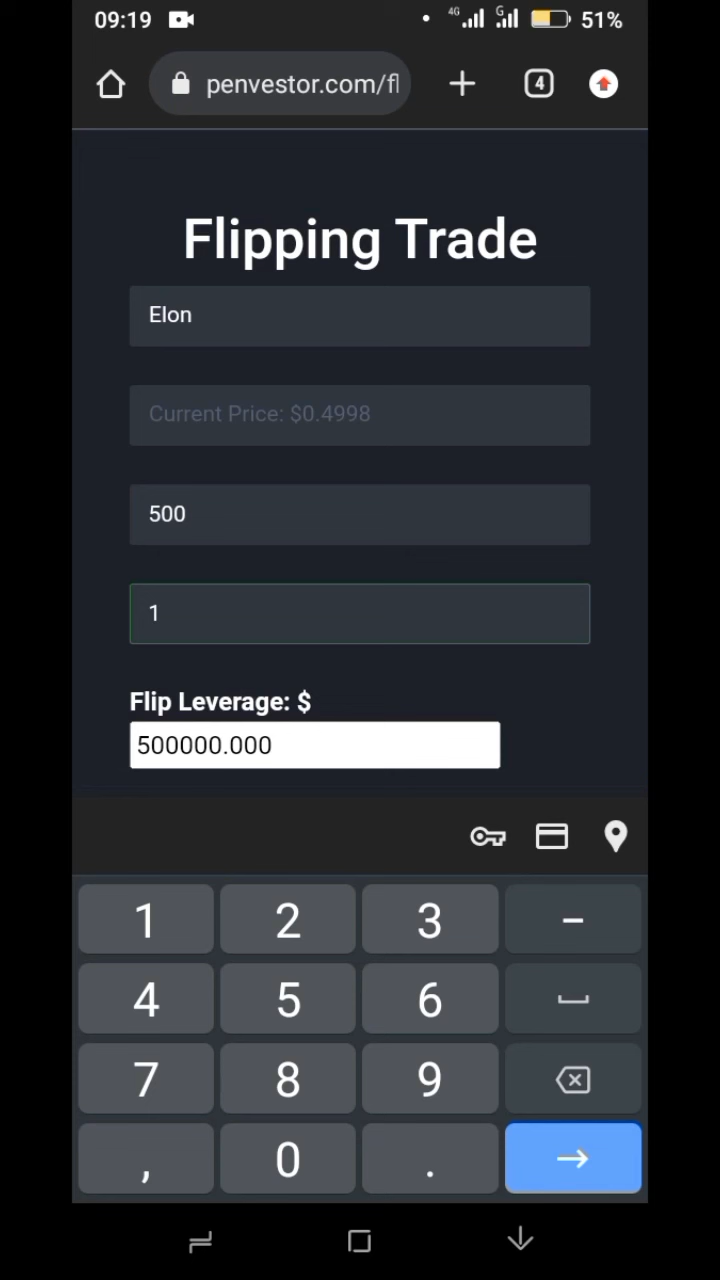 09:19
4G
G
51%
penvestor.com/fl
4
Flipping Trade
Elon
Current Price: $0.4998
500
1
Flip Leverage: $
500000.000
1 2 3 -
4 5 6
7 8 9
, 0 .